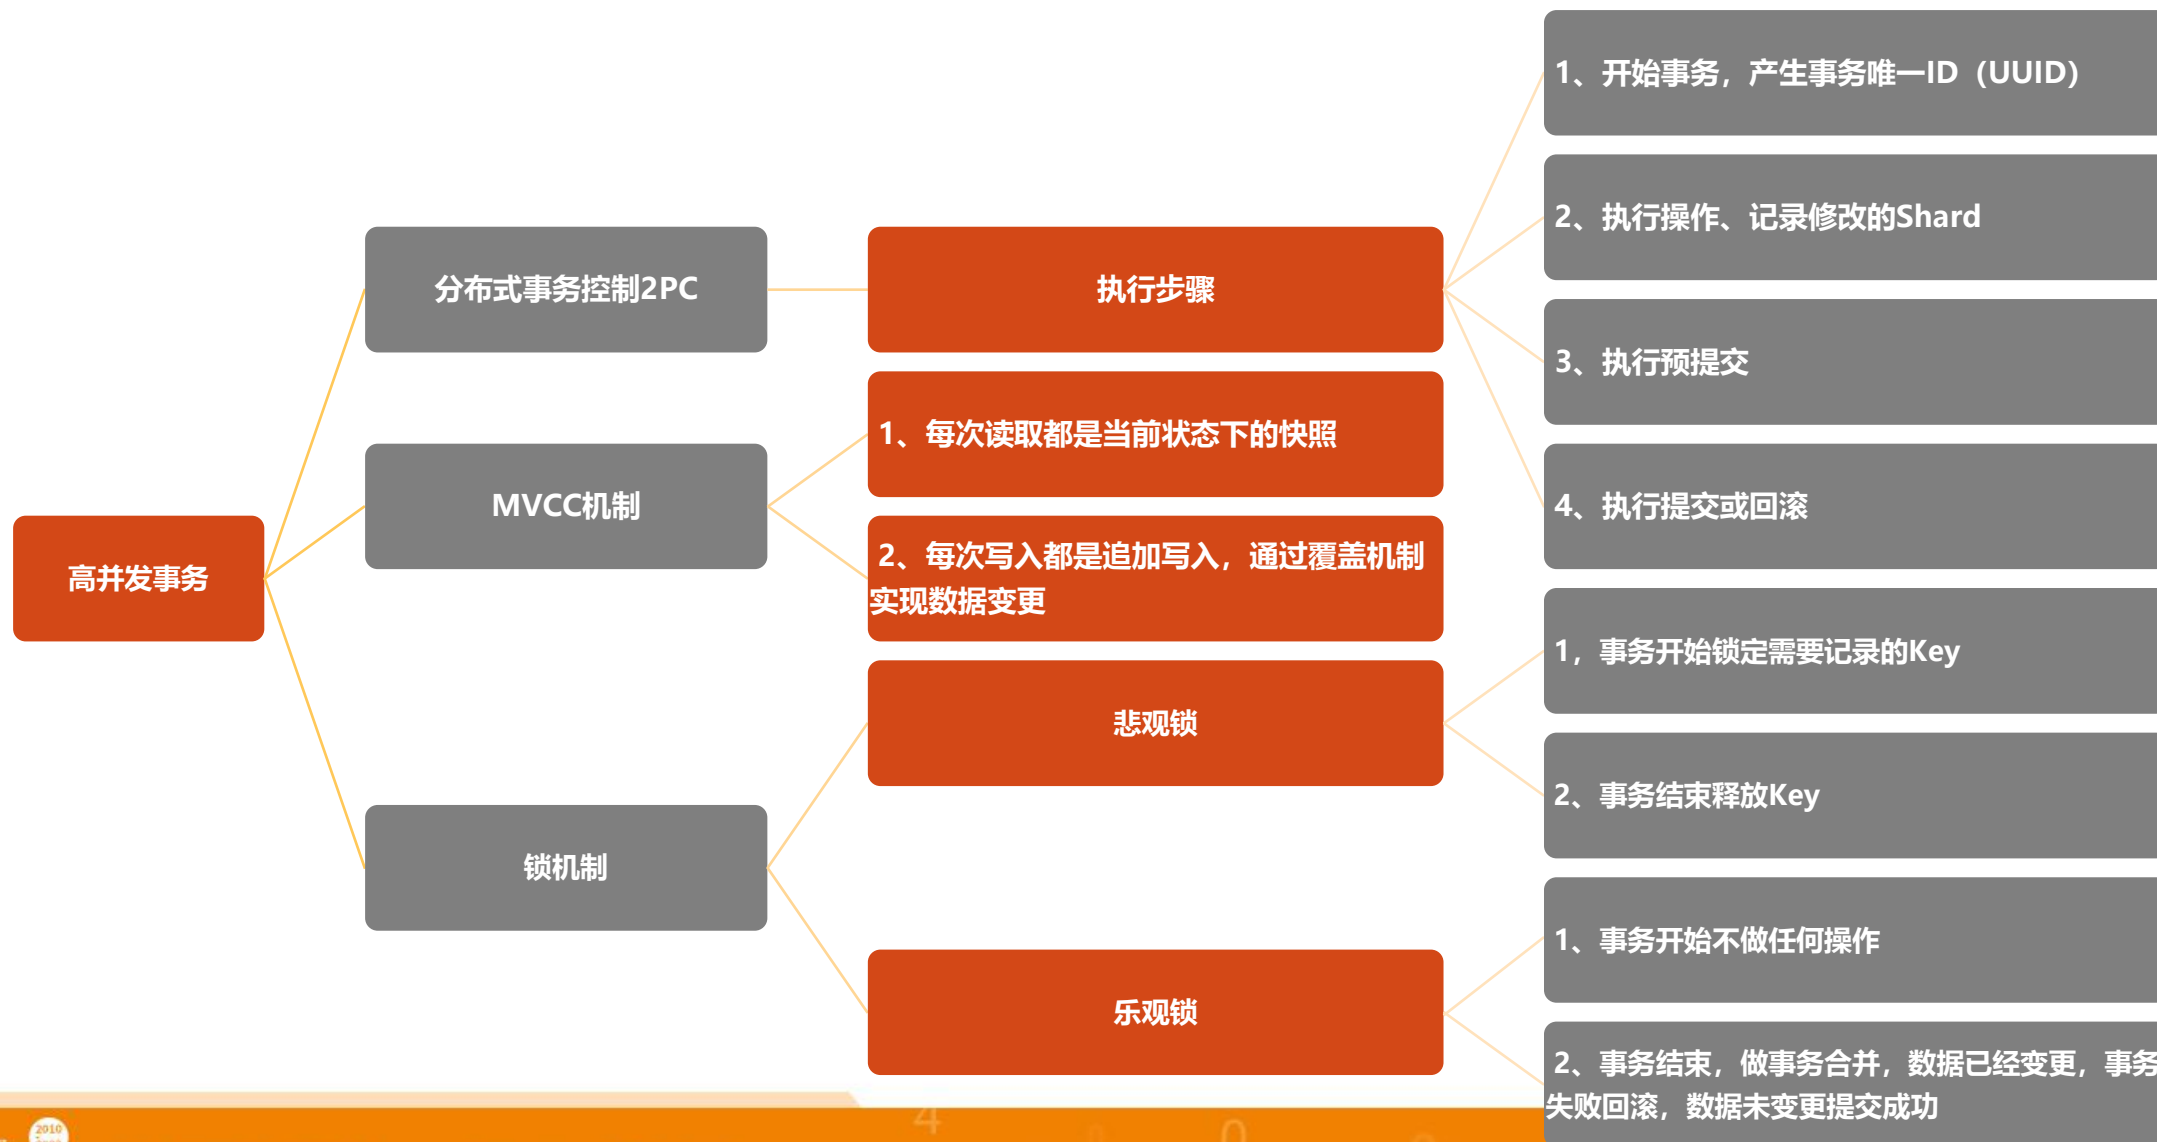 高并发事务
分布式事务控制2PC
执行步骤
1、开始事务，产生事务唯一ID（UUID）
2、执行操作、记录修改的Shard
3、执行预提交
4、执行提交或回滚
MVCC机制
1、每次读取都是当前状态下的快照
2、每次写入都是追加写入，通过覆盖机制
实现数据变更
锁机制
悲观锁
1，事务开始锁定需要记录的Key
2、事务结束释放Key
乐观锁
1、事务开始不做任何操作
2、事务结束，做事务合并，数据已经变更，事务
失败回滚，数据未变更提交成功
2010
4
0